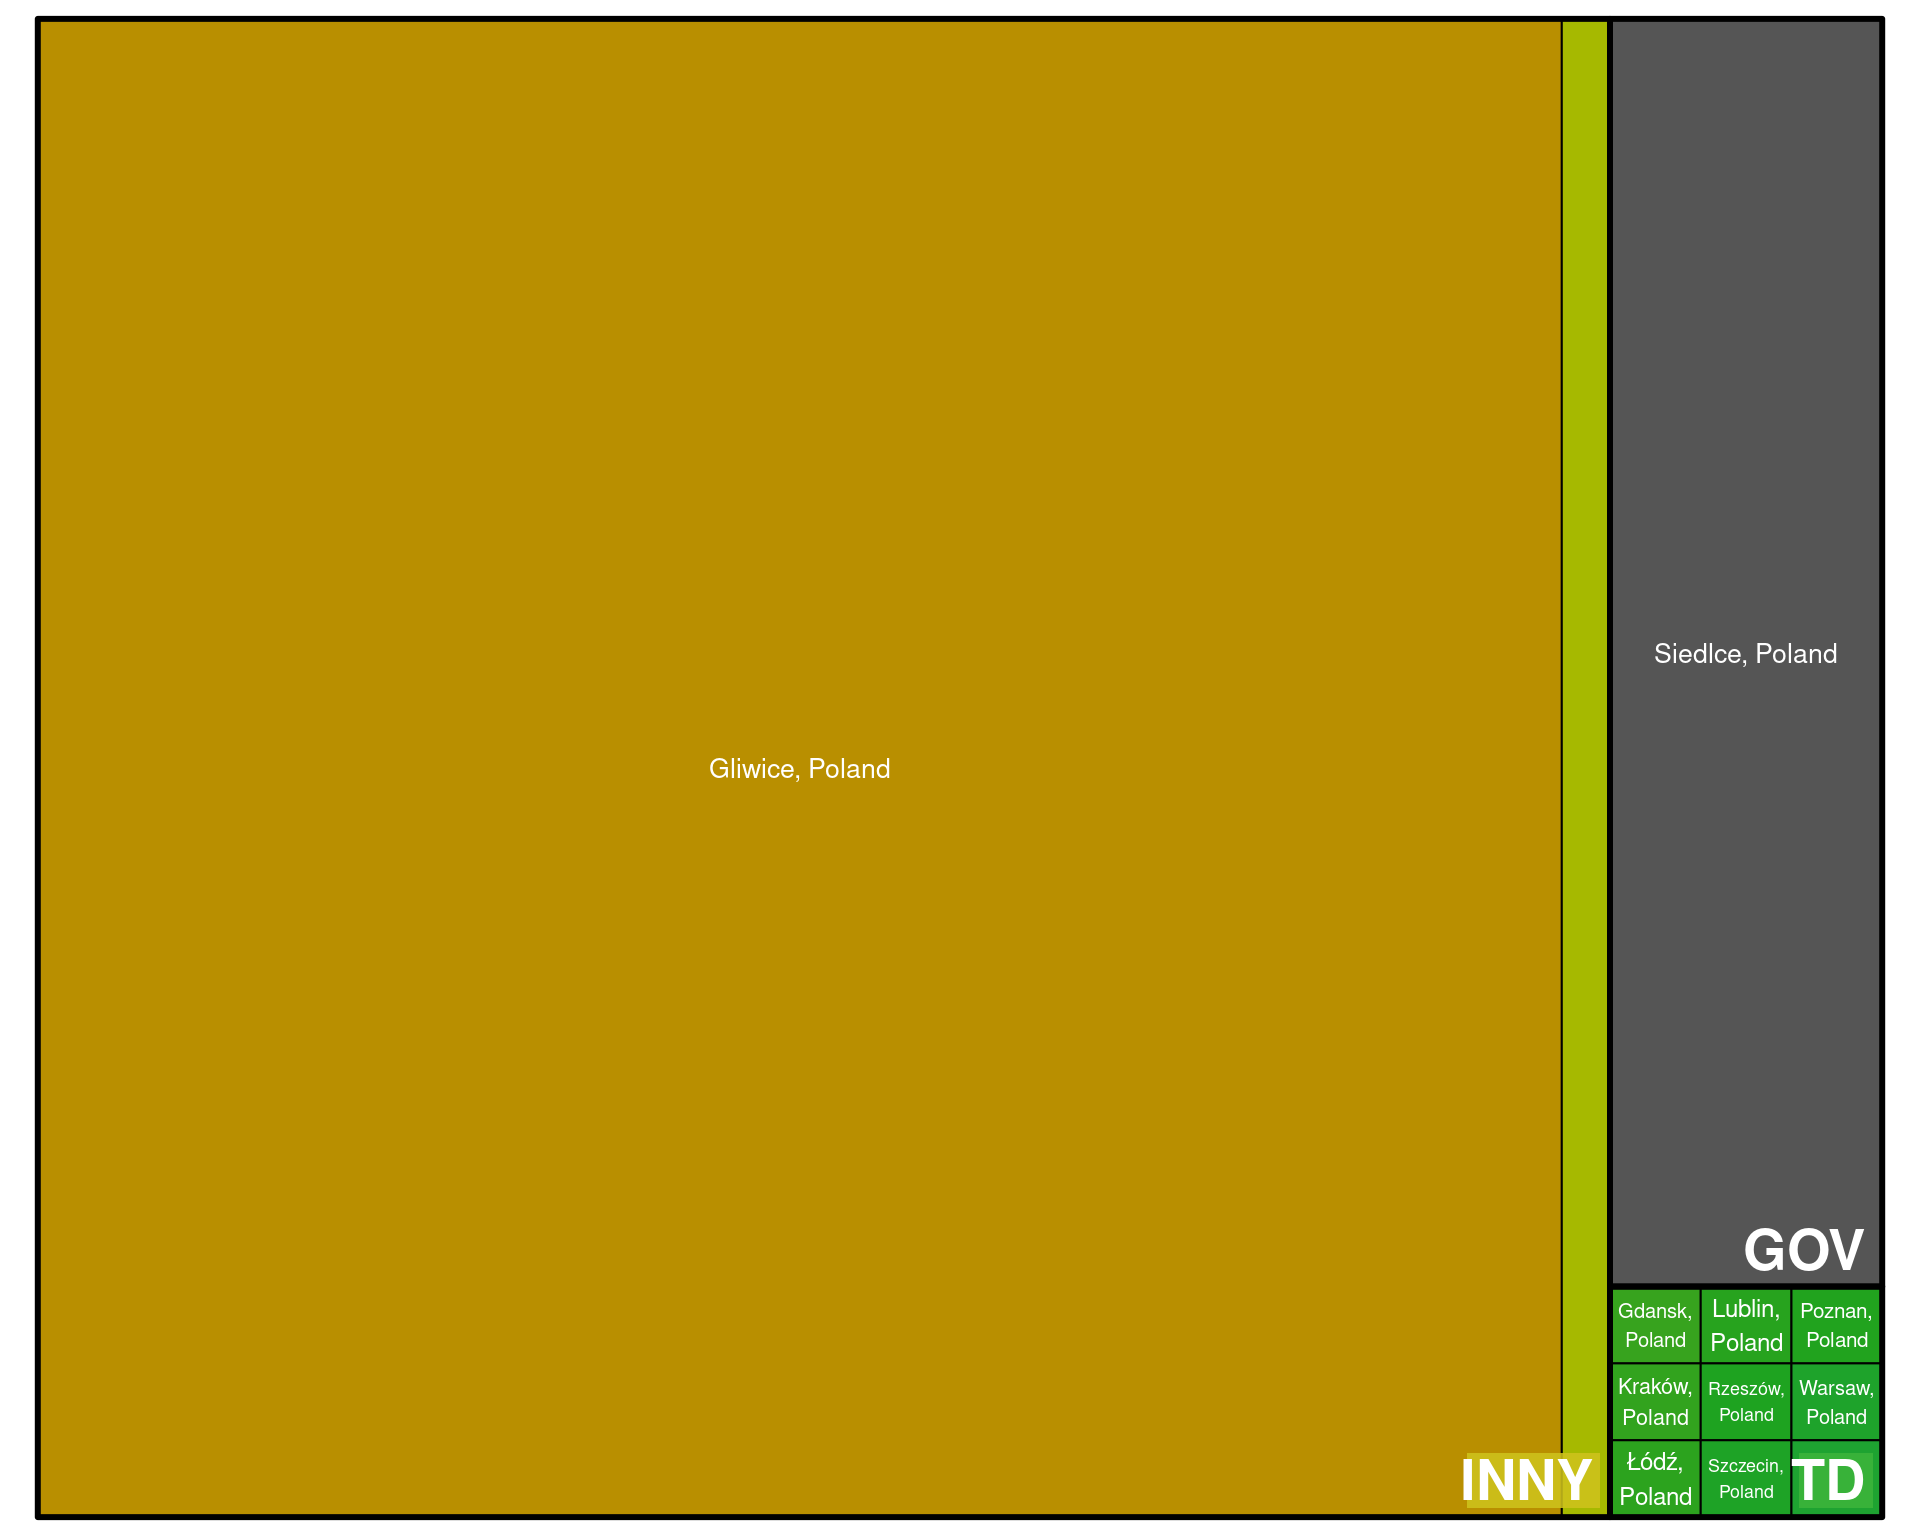 Gliwice, Poland
INNY
Siedlce, Poland
GOV
Gdansk,
Poland
Lublin,
Poland
Poznan,
Poland
Kraków,
Poland
Rzeszów,
Poland
Warsaw,
Poland
Łódź,
Poland
Szczecin,
Poland
TD